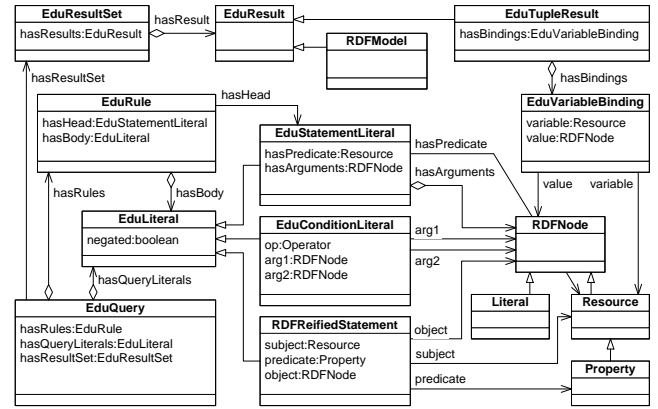 EduResultSet
hasResults:EduResult
hasResult
EduResult
RDFModel
EduTupleResult
hasBindings:EduVariableBinding
hasResultSet
hasBindings
EduRule
hasHead:EduStatementLiteral
hasBody:EduLiteral
hasHead
EduStatementLiteral
hasPredicate:Resource
hasArguments:RDFNode
hasPredicate
hasArguments
EduVariableBinding
variable:Resource
value:RDFNode
value
variable
hasRules
hasBody
EduLiteral
negated:boolean
hasQueryLiterals
EduConditionLiteral
op:Operator
arg1:RDFNode
arg2:RDFNode
arg1
arg2
RDFNode
Literal
Resource
EduQuery
hasRules:EduRule
hasQueryLiterals:EduLiteral
hasResultSet:EduResultSet
RDFReifiedStatement
subject:Resource
predicate:Property
object:RDFNode
object
subject
predicate
Property